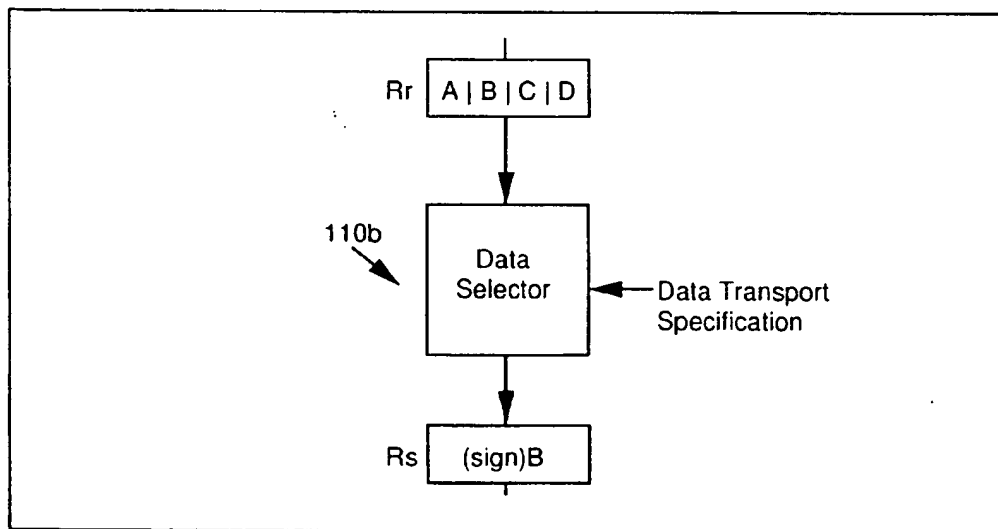 Rr
A | B | C | D
110b
Data
Selector
Data Transport
Specification
Rs
(sign)B